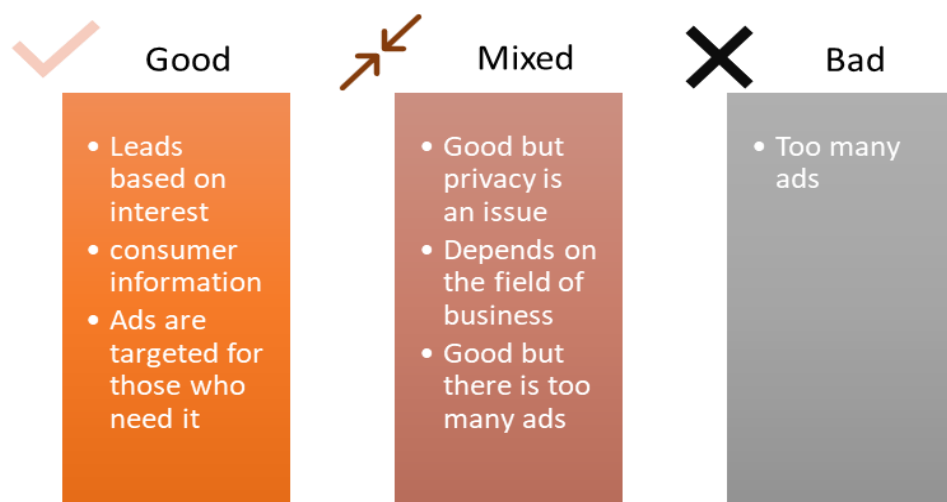 Good
• Leads
based on
interest
• consumer
information
• Ads are
targeted for
those who
need it
Mixed
• Good but
privacy is
an issue
• Depends on
the field of
business
• Good but
there is too
many ads
Bad
• Too many
ads